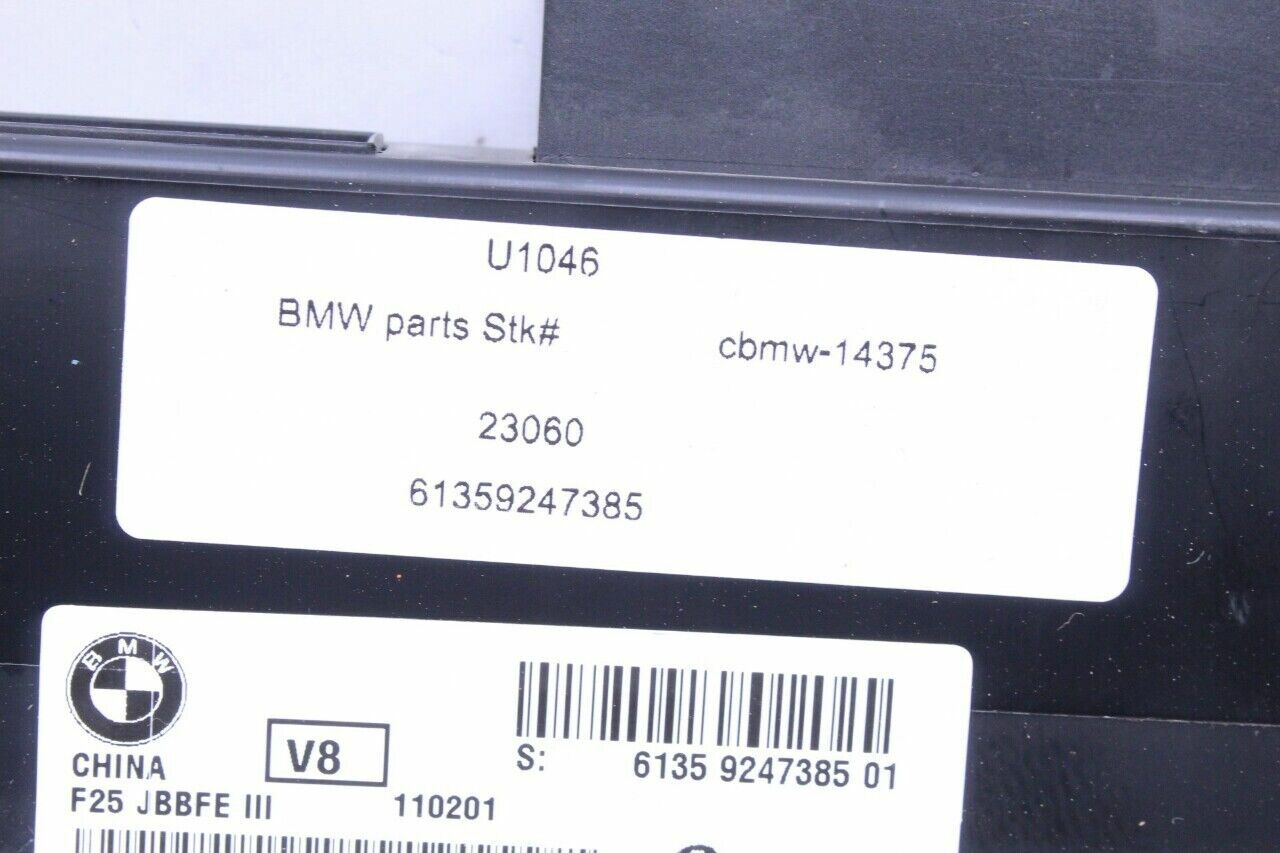 U1046
BMW parts Stk# cbmw-14375
23060
61359247385
BMW
CHINA
V8
S: 6135 9247385 01
F25 JBBFE III 110201